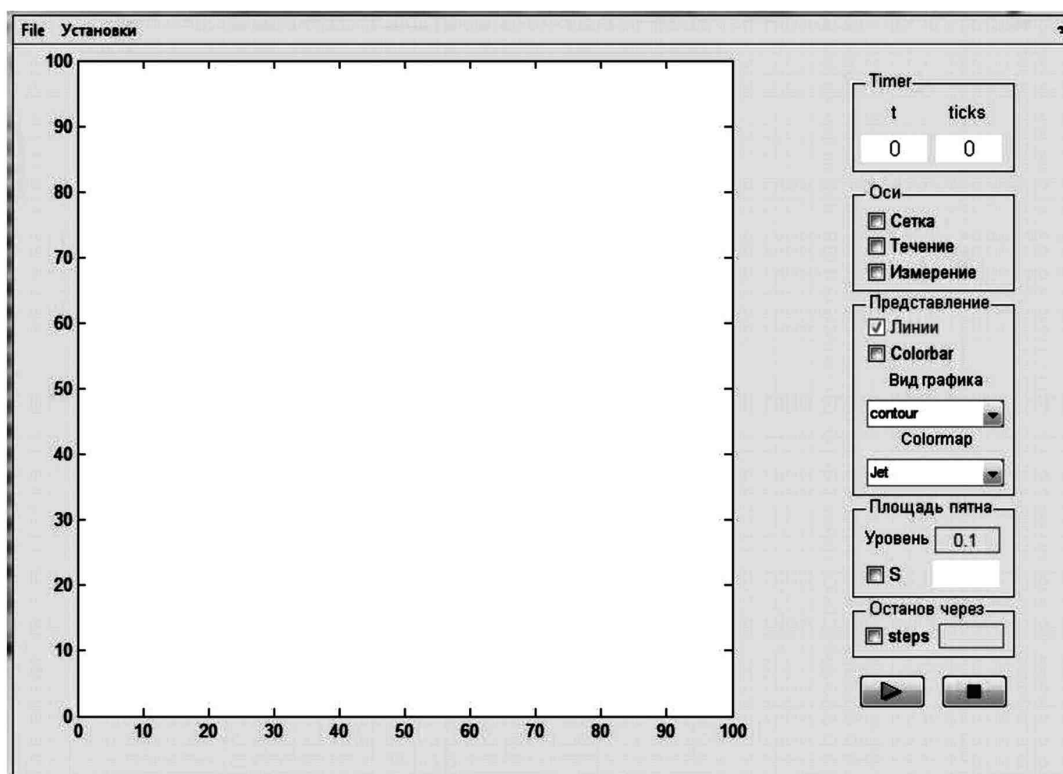 File Установки
100
90
80
70
60
50
40
30
20
10
0
0 10 20 30 40 50 60 70 80 90 100
Timer
t ticks
0 0
Оси
Сетка
Течение
Измерение
Представление
Линии
Colorbar
Вид графика
contour
Colormap
Jet
Площадь пятна
Уровень 0.1
S
Останов через
steps